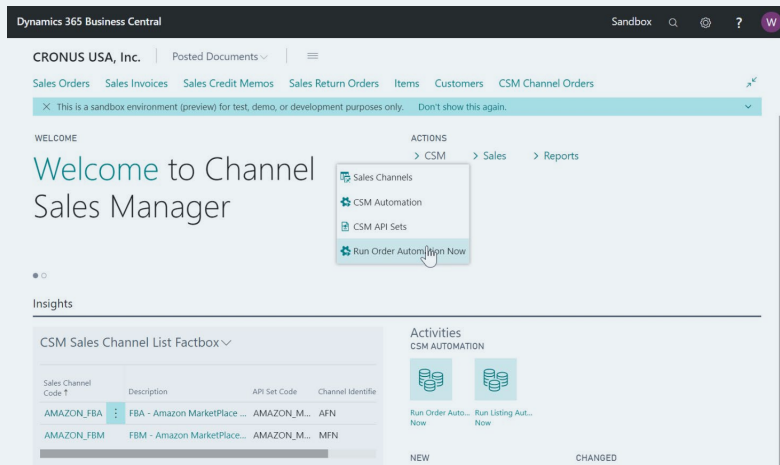 Dynamics 365 Business Central
Sandbox
?
W
CRONUS USA, Inc.
Posted Documents
Sales Orders Sales Invoices Sales Credit Memos Sales Return Orders Items Customers CSM Channel Orders
This is a sandbox environment (preview) for test, demo, or development purposes only. Don't show this again.
WELCOME
Welcome to Channel
Sales Manager
ACTIONS
> CSM > Sales > Reports
Sales Channels
CSM Automation
CSM API Sets
Run Order Automation Now
Insights
CSM Sales Channel List Factbox
Sales Channel
Code ↑ Description API Set Code Channel Identifie
AMAZON_FBA FBA - Amazon MarketPlace ... AMAZON_M... AFN
AMAZON_FBM FBM - Amazon MarketPlace... AMAZON_M... MFN
Activities
CSM AUTOMATION
Run Order Auto... Run Listing Aut...
Now Now
NEW CHANGED